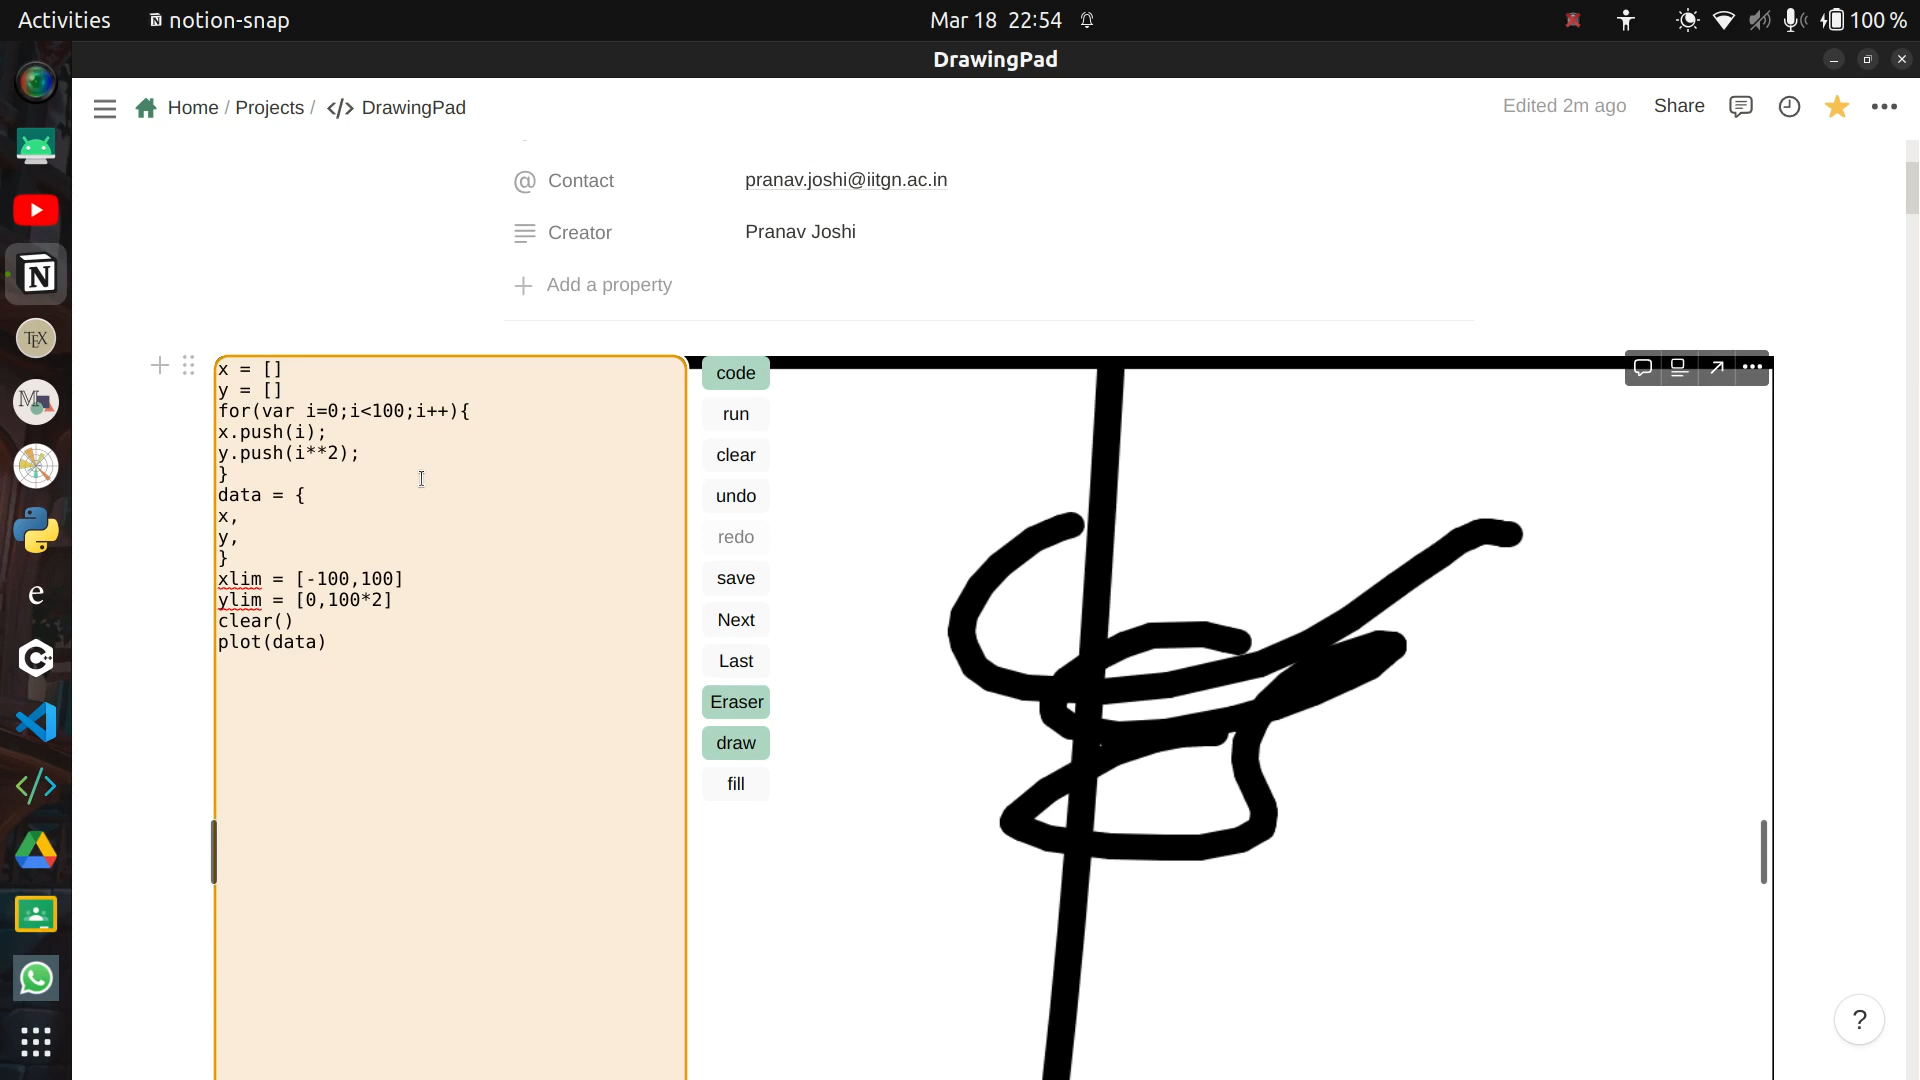 Activities
notion-snap
Mar 18 22:54
100 %
DrawingPad
Home / Projects / </> DrawingPad
Edited 2m ago
Share
@ Contact
pranav.joshi@iitgn.ac.in
Creator
Pranav Joshi
+ Add a property
x = []
y = []
for(var i=0;i<100;i++){
x.push(i);
y.push(i**2);
}
data = {
x,
y,
}
xlim = [-100,100]
ylim = [0,100*2]
clear()
plot(data)
code
run
clear
undo
redo
save
Next
Last
Eraser
draw
fill
N
TEX
M
e
C++
</>
?